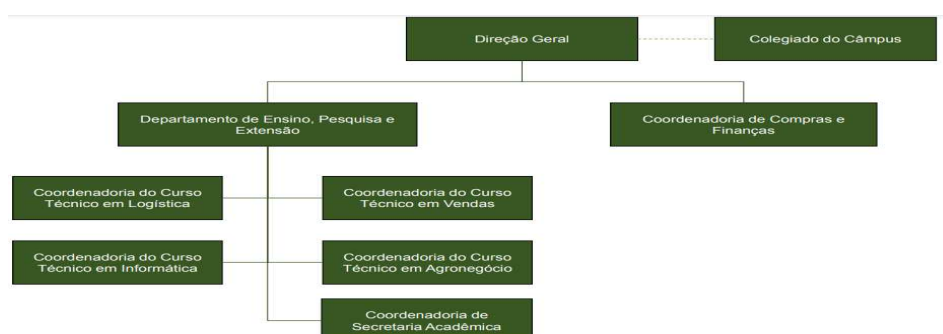 Direção Geral
Colegiado do Câmpus
Departamento de Ensino, Pesquisa e
Extensão
Coordenadoria de Compras e
Finanças
Coordenadoria do Curso
Técnico em Logística
Coordenadoria do Curso
Técnico em Vendas
Coordenadoria do Curso
Técnico em Informática
Coordenadoria do Curso
Técnico em Agronegócio
Coordenadoria de
Secretaria Acadêmica